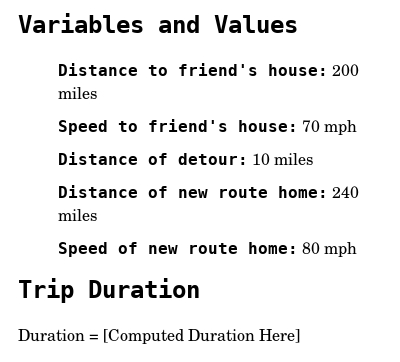 Variables and Values
Distance to friend's house: 200
miles
Speed to friend's house: 70 mph
Distance of detour: 10 miles
Distance of new route home: 240
miles
Speed of new route home: 80 mph
Trip Duration
Duration = [Computed Duration Here]